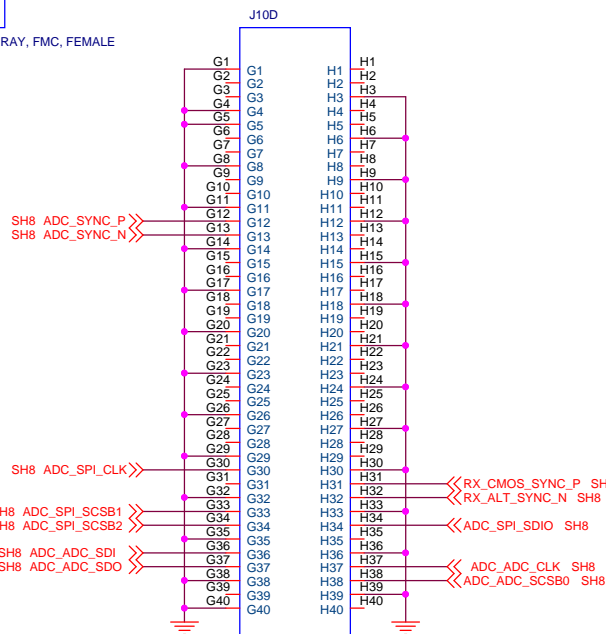 J10D
RAY, FMC, FEMALE
G1 G1 H1 H1
G2 G2 H2 H2
G3 G3 H3 H3
G4 G4 H4 H4
G5 G5 H5 H5
G6 G6 H6 H6
G7 G7 H7 H7
G8 G8 H8 H8
G9 G9 H9 H9
G10 G10 H10 H10
G11 G11 H11 H11
SH8 ADC_SYNC_P G12 G12 H12 H12
SH8 ADC_SYNC_N G13 G13 H13 H13
G14 G14 H14 H14
G15 G15 H15 H15
G16 G16 H16 H16
G17 G17 H17 H17
G18 G18 H18 H18
G19 G19 H19 H19
G20 G20 H20 H20
G21 G21 H21 H21
G22 G22 H22 H22
G23 G23 H23 H23
G24 G24 H24 H24
G25 G25 H25 H25
G26 G26 H26 H26
G27 G27 H27 H27
G28 G28 H28 H28
G29 G29 H29 H29
SH8 ADC_SPI_CLK G30 G30 H30 H30
G31 G31 H31 H31 RX_CMOS_SYNC_P SH
G32 G32 H32 H32 RX_ALT_SYNC_N SH8
H8 ADC_SPI_SCSB1 G33 G33 H33 H33
H8 ADC_SPI_SCSB2 G34 G34 H34 H34 ADC_SPI_SDIO SH8
G35 G35 H35 H35
SH8 ADC_ADC_SDI G36 G36 H36 H36
SH8 ADC_ADC_SDO G37 G37 H37 H37 ADC_ADC_CLK SH8
G38 G38 H38 H38 ADC_ADC_SCSB0 SH8
G39 G39 H39 H39
G40 G40 H40 H40